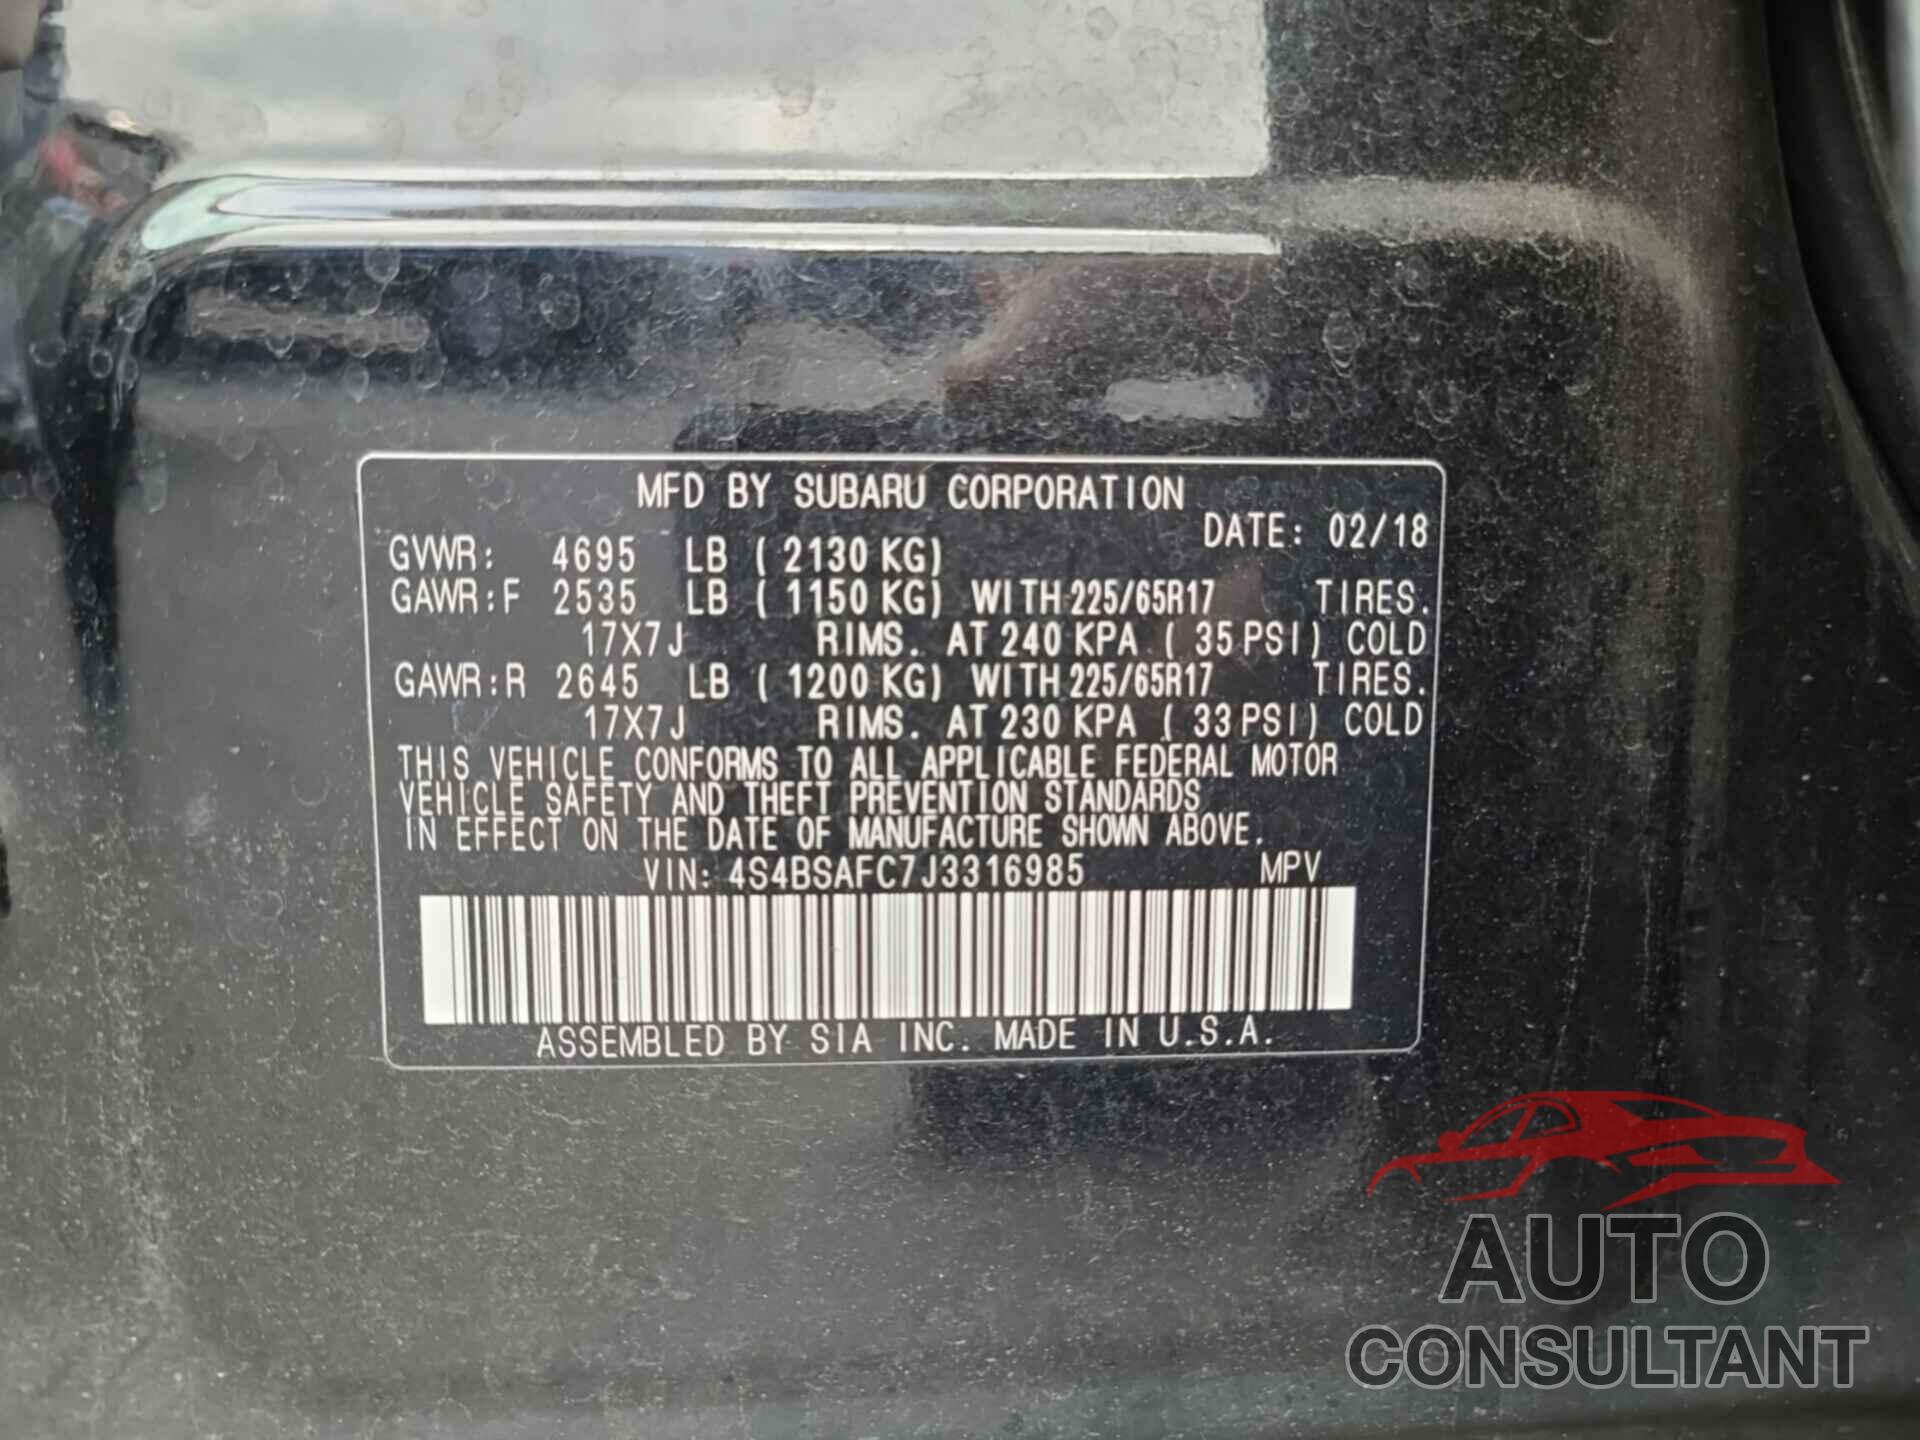 MFD BY SUBARU CORPORATION
DATE: 02/18
GVWR: 4695 LB ( 2130 KG)
GAWR:F 2535 LB ( 1150 KG) WITH 225/65R17 TIRES.
17X7J RIMS. AT 240 KPA ( 35 PSI) COLD
GAWR:R 2645 LB ( 1200 KG) WITH 225/65R17 TIRES.
17X7J RIMS. AT 230 KPA ( 33 PSI) COLD
THIS VEHICLE CONFORMS TO ALL APPLICABLE FEDERAL MOTOR
VEHICLE SAFETY AND THEFT PREVENTION STANDARDS
IN EFFECT ON THE DATE OF MANUFACTURE SHOWN ABOVE.
VIN: 4S4BSAFC7J3316985 MPV
ASSEMBLED BY SIA INC. MADE IN U.S.A.
AUTO
CONSULTANT